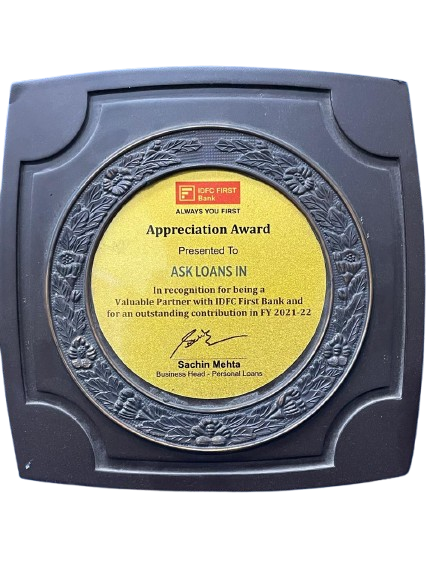 IDFC FIRST
Bank
ALWAYS YOU FIRST
Appreciation Award
Presented To
ASK LOANS IN
In recognition for being a
Valuable Partner with IDFC First Bank and
for an outstanding contribution in FY 2021-22
Sachin Mehta
Business Head - Personal Loans